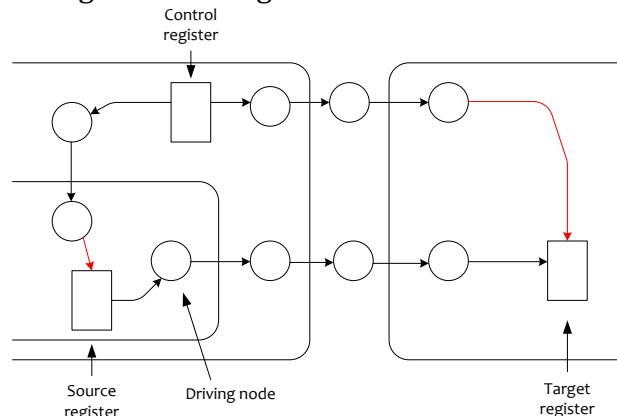 Control
register
Source
register
Driving node
Target
register